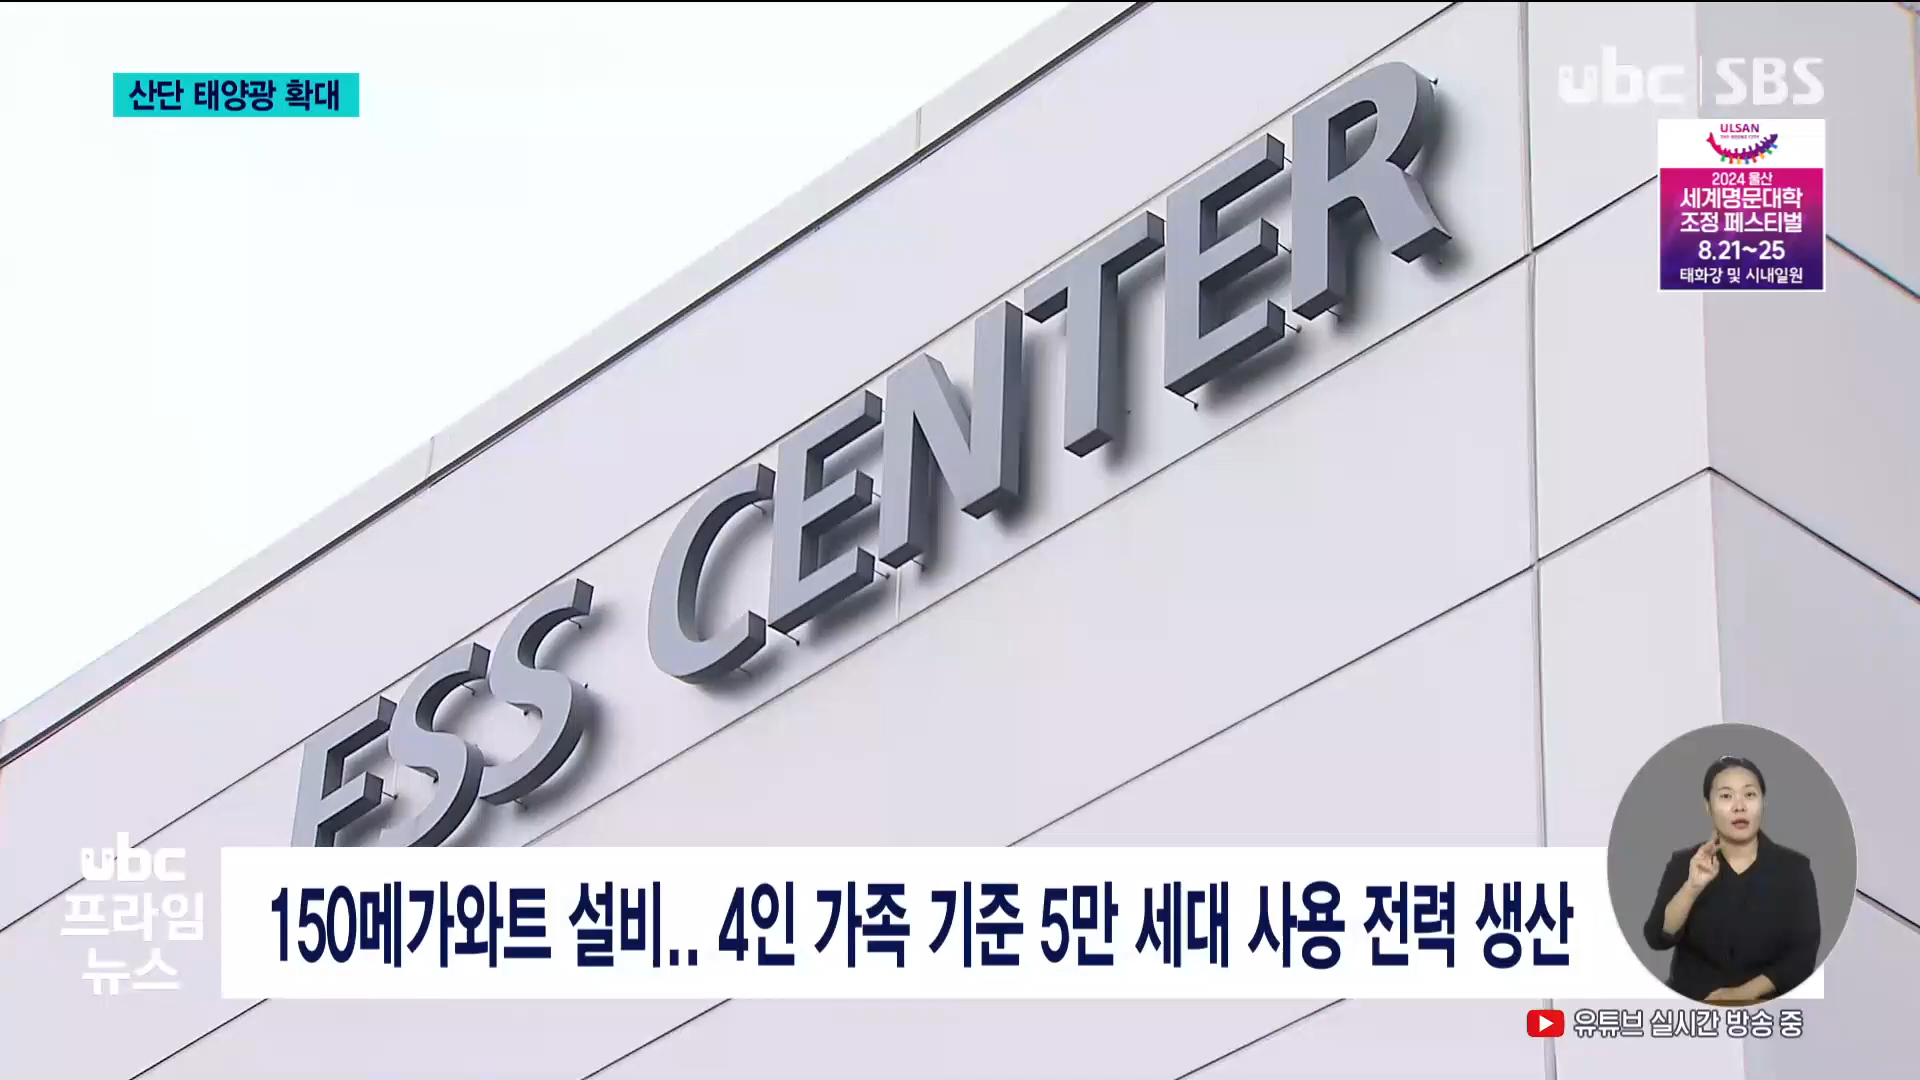 산단 태양광 확대
ubc SBS
ULSAN
2024 울산
세계명문대학
조정 페스티벌
8.21~25
태화강 및 시내일원
ESS CENTER
ubc
프라임
뉴스
150메가와트 설비.. 4인 가족 기준 5만 세대 사용 전력 생산
유튜브 실시간 방송 중